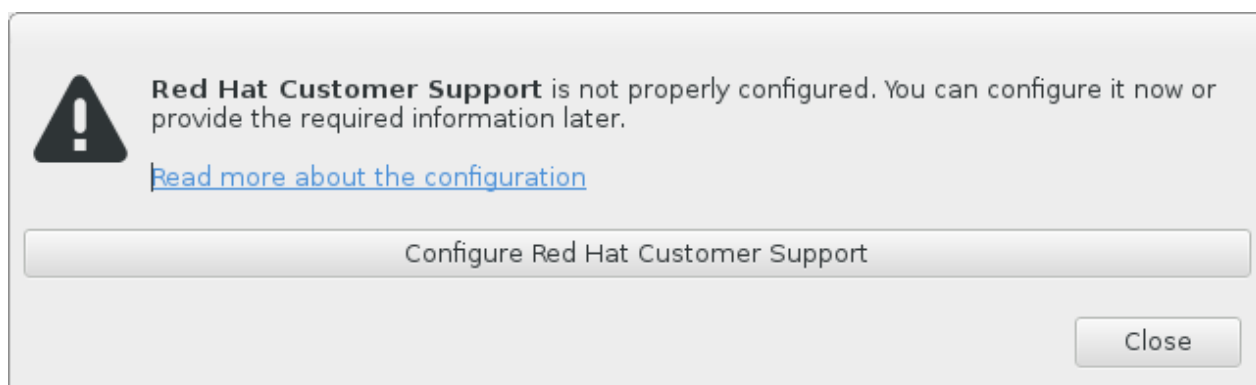 Red Hat Customer Support is not properly configured. You can configure it now or
provide the required information later.
Read more about the configuration
Configure Red Hat Customer Support
Close